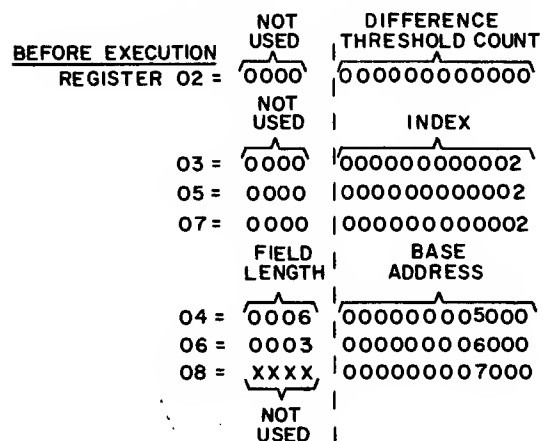 NOT USED
DIFFERENCE THRESHOLD COUNT
BEFORE EXECUTION
REGISTER 02 = 0000 000000000000
NOT USED
INDEX
03 = 0000 000000000002
05 = 0000 000000000002
07 = 0000 000000000002
FIELD LENGTH
BASE ADDRESS
04 = 0006 000000005000
06 = 0003 000000006000
08 = XXXX 000000007000
NOT USED